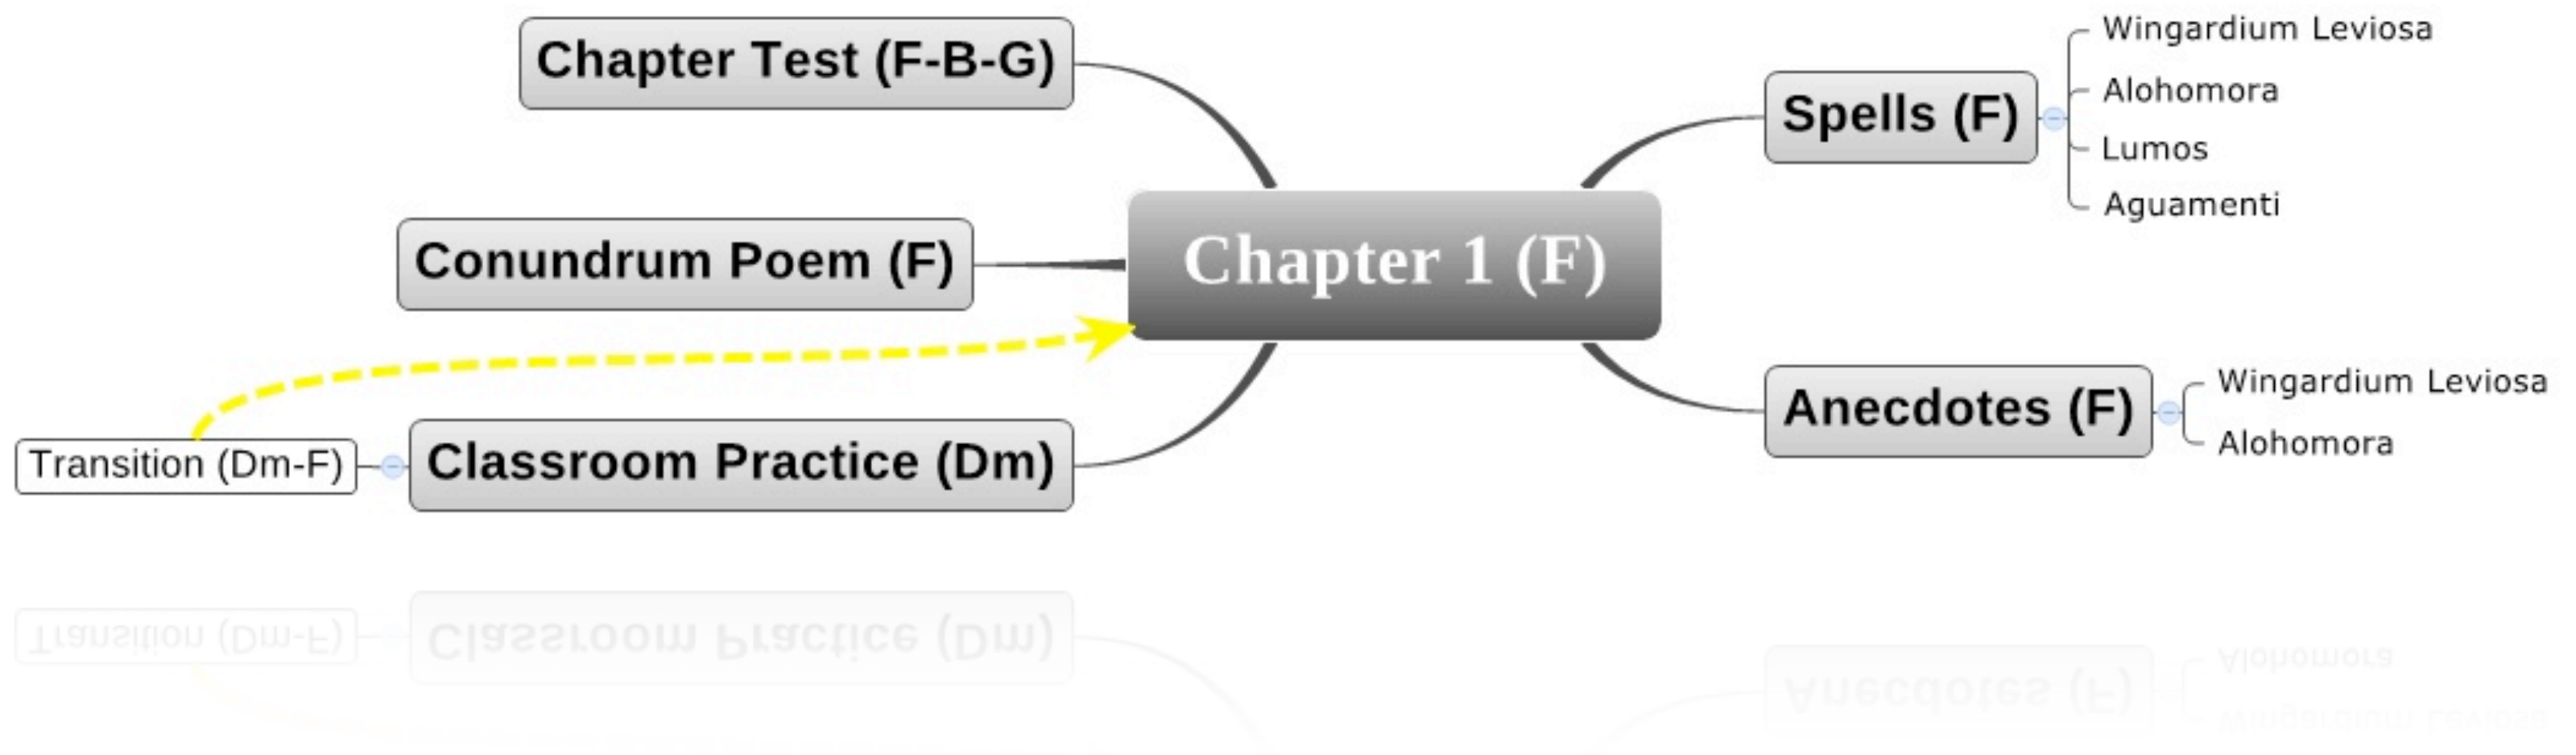 Chapter Test (F-B-G)
Conundrum Poem (F)
Transition (Dm-F)
Classroom Practice (Dm)
Chapter 1 (F)
Spells (F)
Wingardium Leviosa
Alohomora
Lumos
Aguamenti
Anecdotes (F)
Wingardium Leviosa
Alohomora